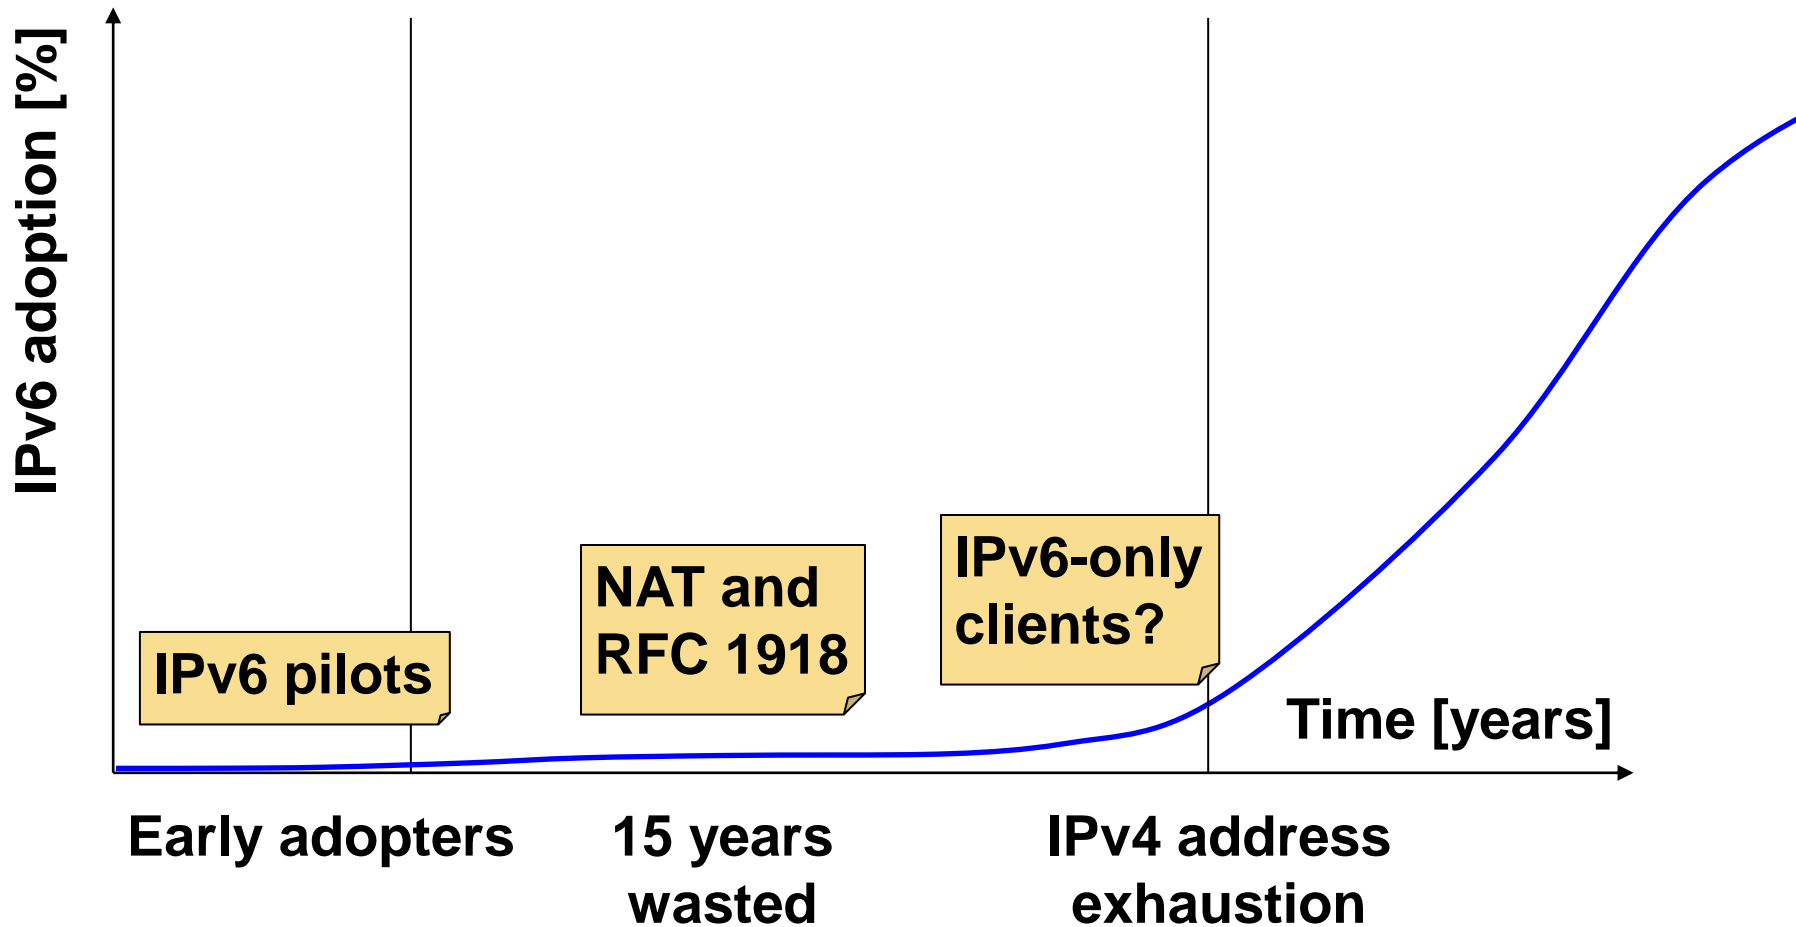 IPv6 adoption [%]
IPv6 pilots
NAT and
RFC 1918
IPv6-only
clients?
Time [years]
Early adopters
15 years
wasted
IPv4 address
exhaustion